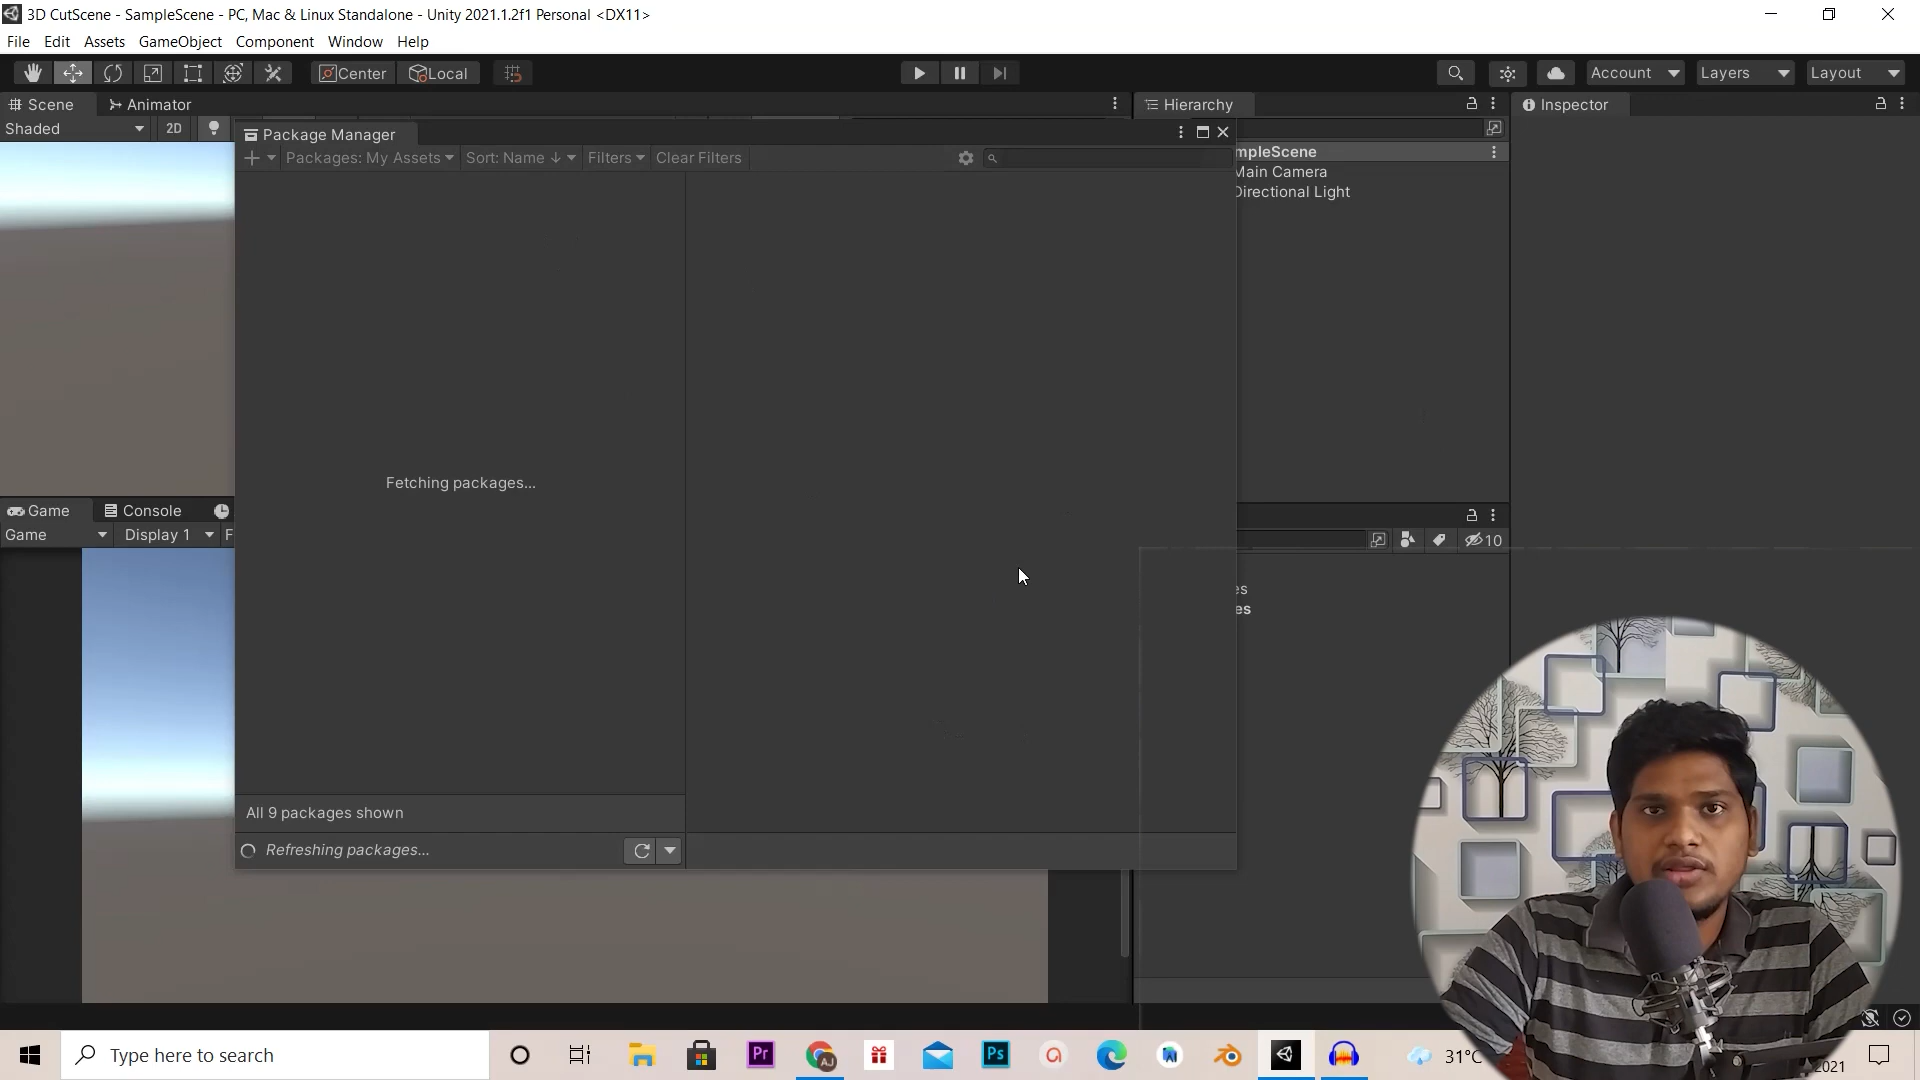 3D CutScene - SampleScene - PC, Mac & Linux Standalone - Unity 2021.1.2f1 Personal <DX11>
File Edit Assets GameObject Component Window Help
Center Local Account Layers Layout
Scene Animator Hierarchy Inspector
Shaded 2D
Package Manager
Packages: My Assets Sort: Name ↓ Filters Clear Filters
mpleScene
Main Camera
Directional Light
Fetching packages...
Game Console
Game Display 1 F
10
es
es
All 9 packages shown
Refreshing packages...
Type here to search
Pr
Ps
31°C
2021